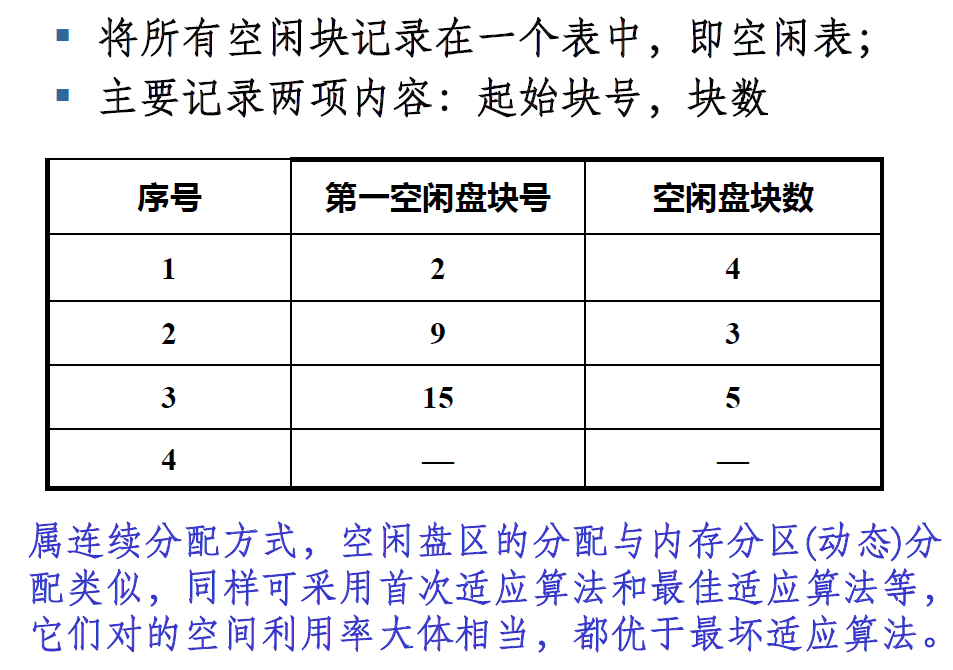 将所有空闲块记录在一个表中，即空闲表；
主要记录两项内容：起始块号，块数
序号 第一空闲盘块号 空闲盘块数
1 2 4
2 9 3
3 15 5
4 — —
属连续分配方式，空闲盘区的分配与内存分区(动态)分
配类似，同样可采用首次适应算法和最佳适应算法等，
它们对的空间利用率大体相当，都优于最坏适应算法。